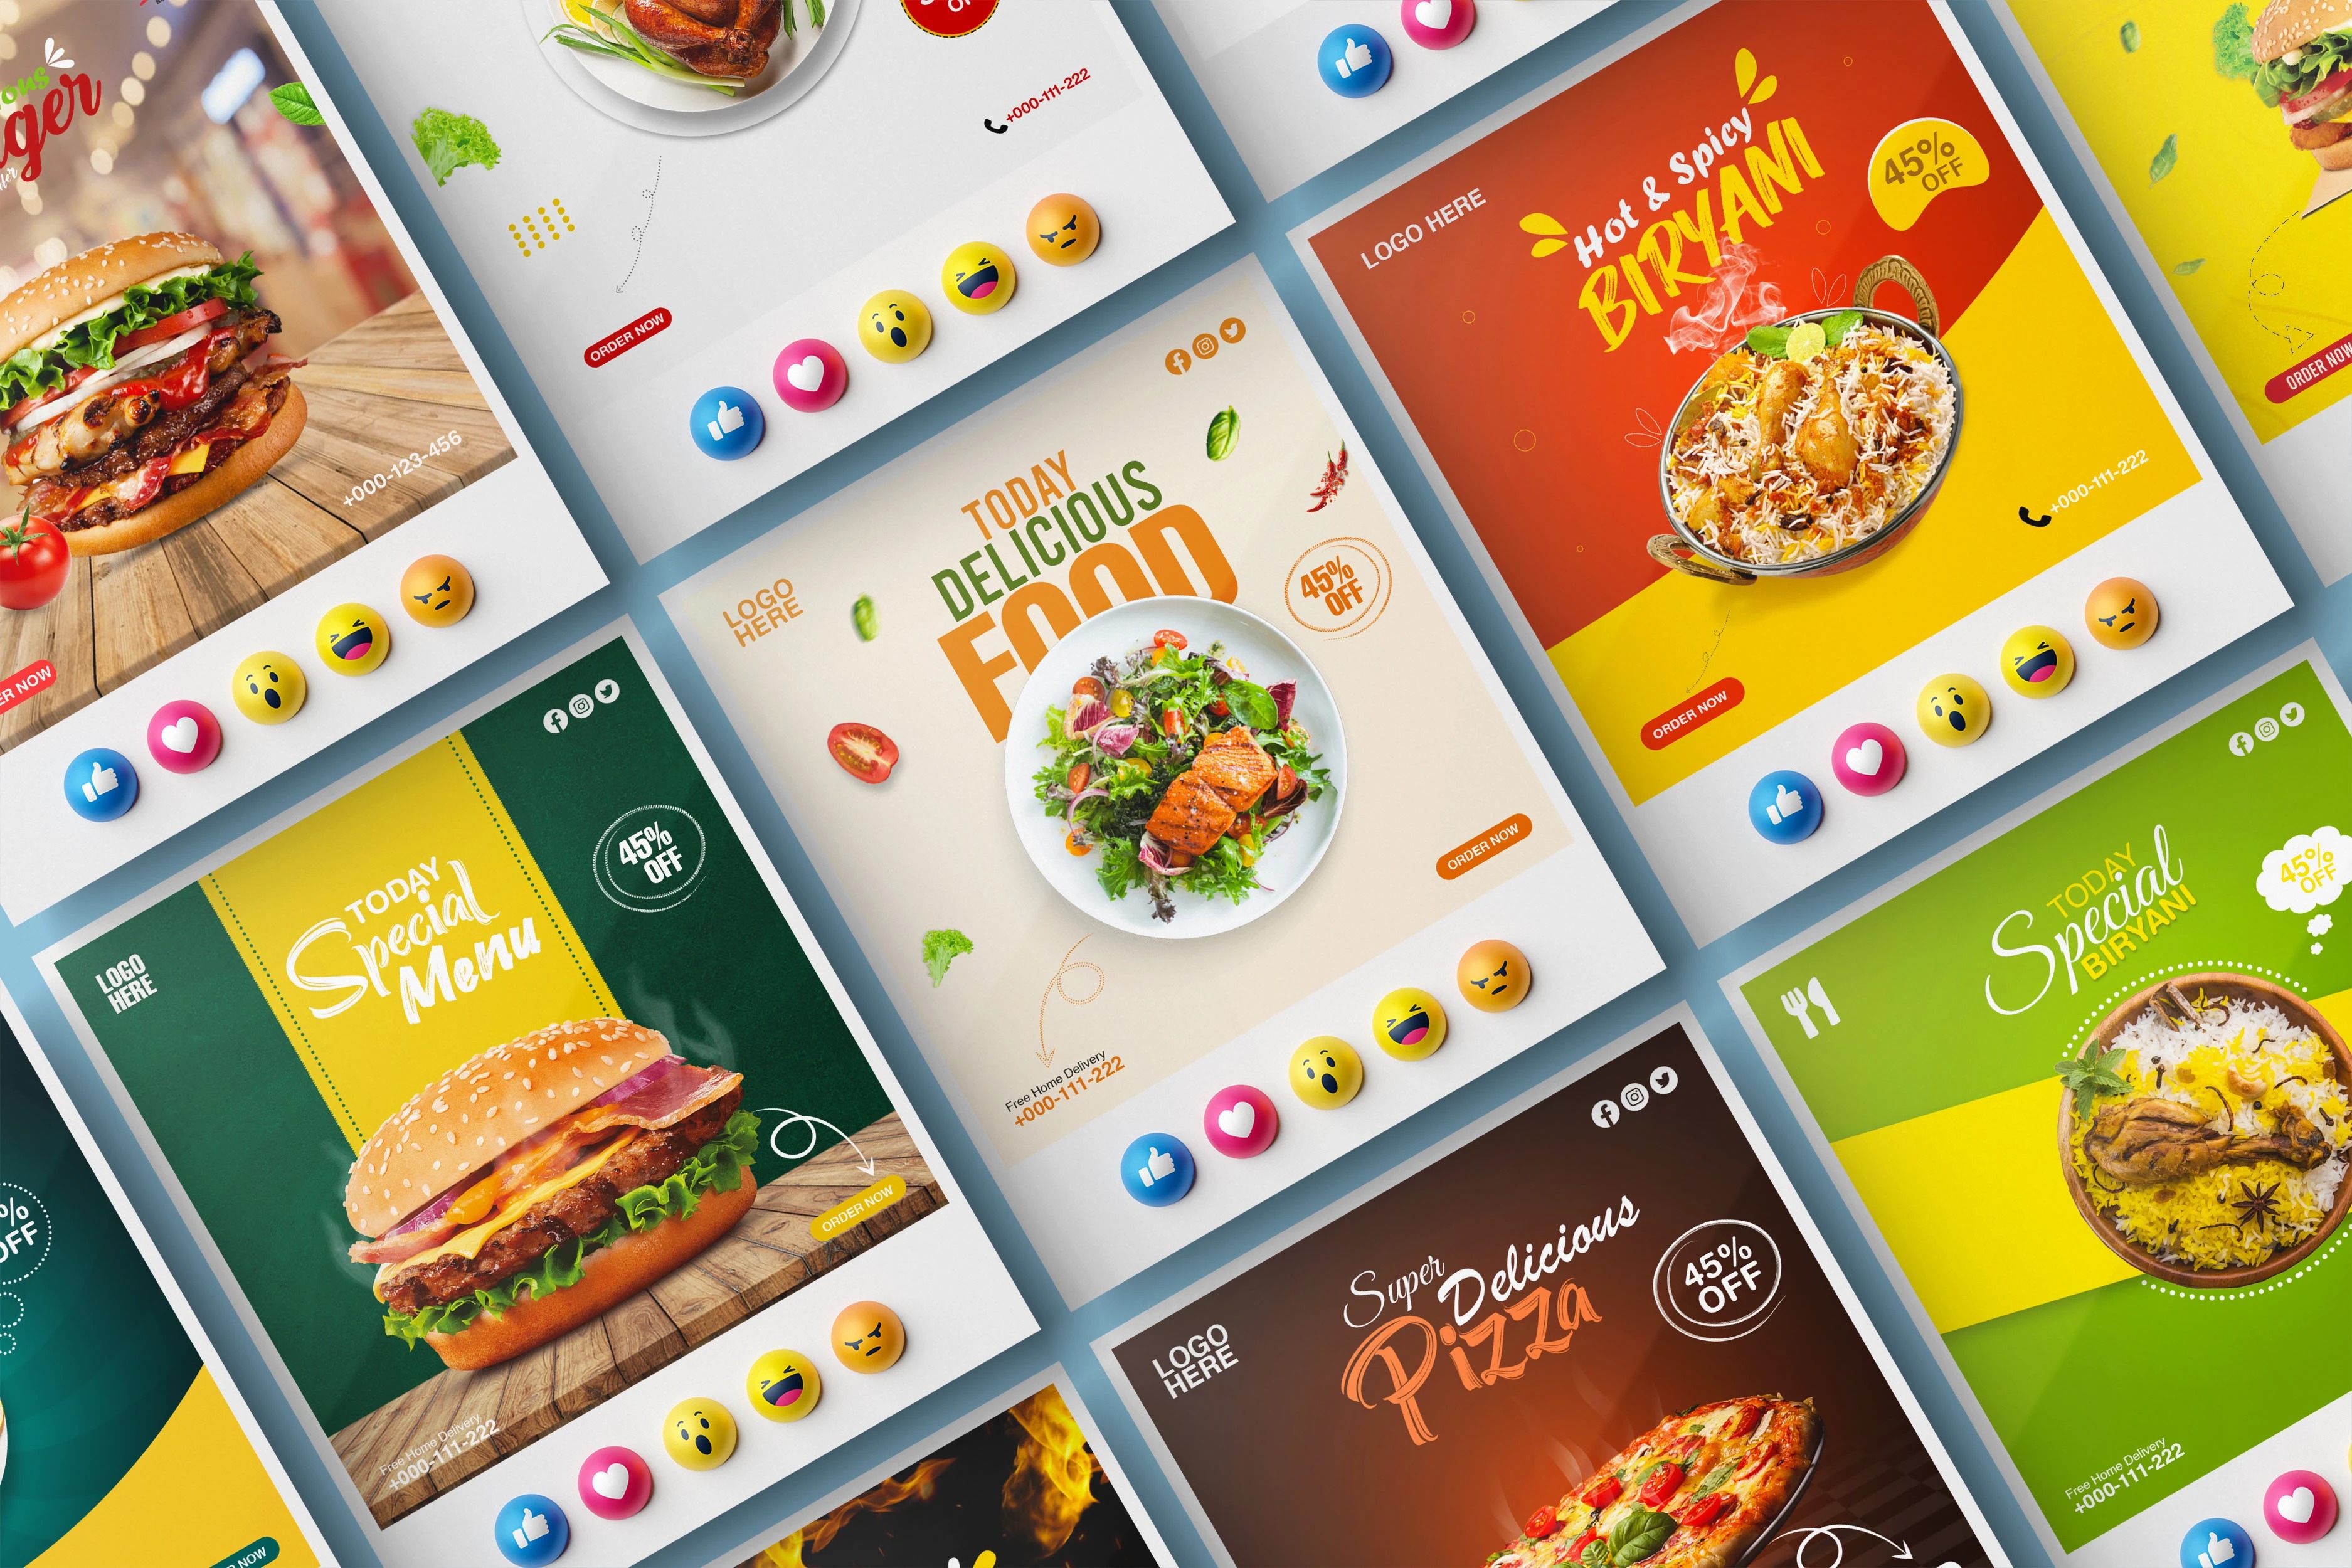 +000-123-456
+000-111-222
ORDER NOW
LOGO HERE
Hot & Spicy
BIRYANI
45%
OFF
+000-111-222
ORDER NOW
ORDER NOW
LOGO
HERE
TODAY
DELICIOUS
FOOD
45%
OFF
ORDER NOW
Free Home Delivery
+000-111-222
LOGO
HERE
TODAY
Special
Menu
45%
OFF
ORDER NOW
Free Home Delivery
+000-111-222
TODAY
Special
BIRYANI
45%
OFF
Free Home Delivery
+000-111-222
LOGO
HERE
Super
Delicious
Pizza
45%
OFF
NOW